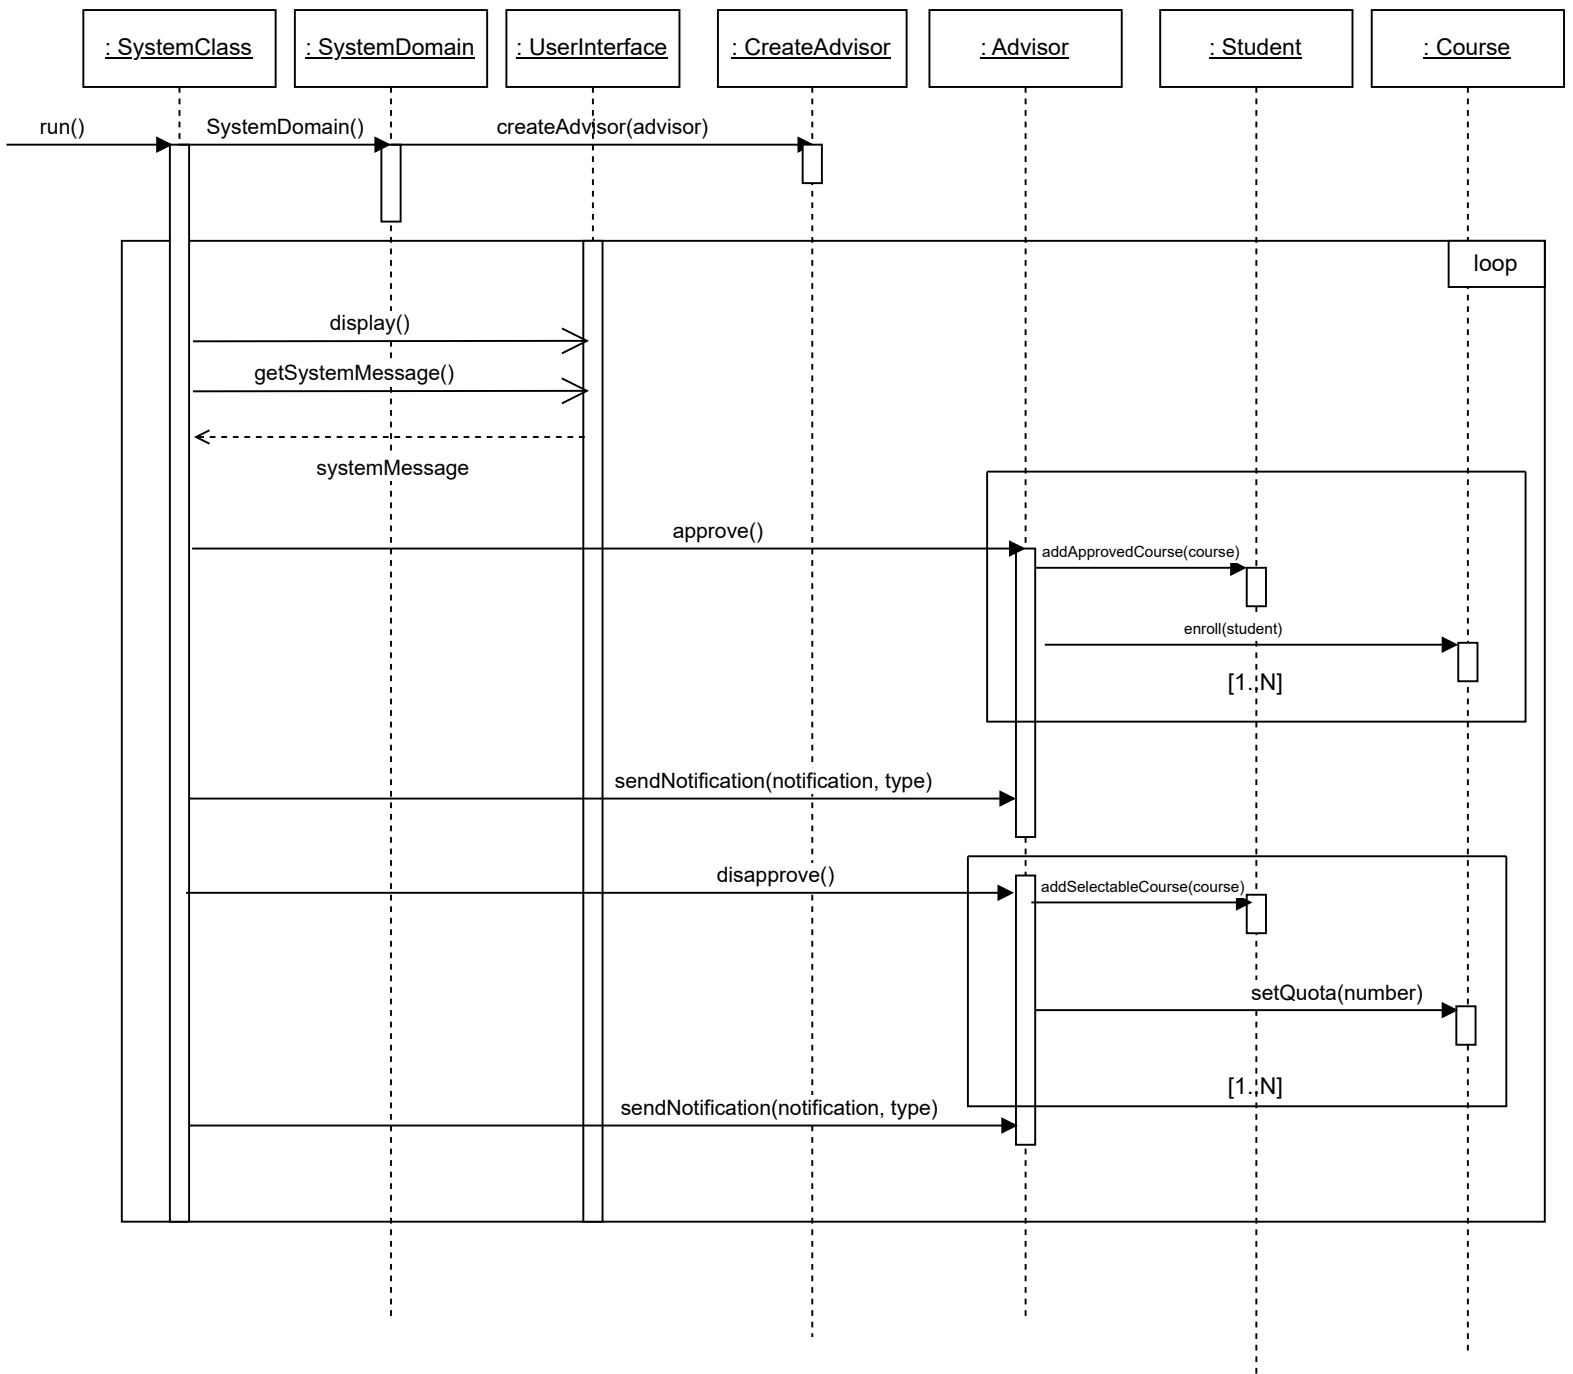 : SystemClass
: SystemDomain
: UserInterface
: CreateAdvisor
: Advisor
: Student
: Course
run()
SystemDomain()
createAdvisor(advisor)
loop
display()
getSystemMessage()
systemMessage
approve()
addApprovedCourse(course)
enroll(student)
[1..N]
sendNotification(notification, type)
disapprove()
addSelectableCourse(course)
setQuota(number)
[1..N]
sendNotification(notification, type)